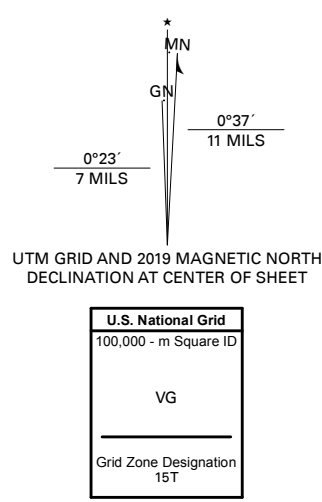 ★
MN
GN
0°37´
11 MILS
0°23´
7 MILS
UTM GRID AND 2019 MAGNETIC NORTH
DECLINATION AT CENTER OF SHEET
U.S. National Grid
100,000 - m Square ID
VG
Grid Zone Designation
15T